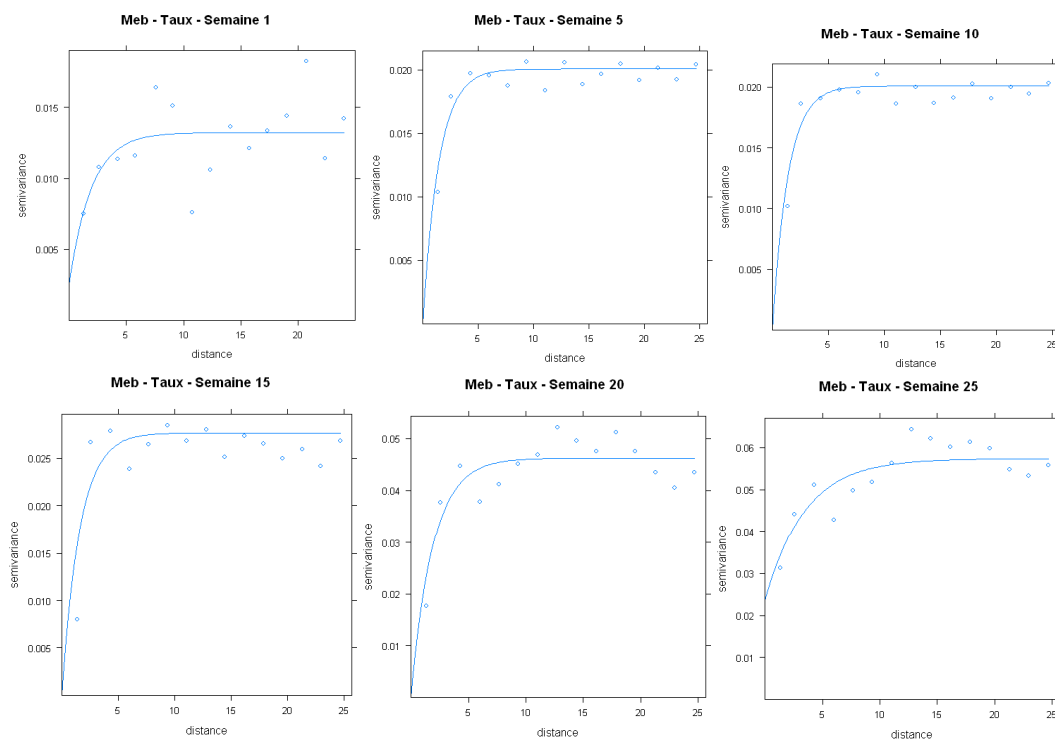 Meb - Taux - Semaine 1
semivariance
0.015
0.010
0.005
5 10 15 20
distance
Meb - Taux - Semaine 5
semivariance
0.020
0.015
0.010
0.005
5 10 15 20 25
distance
Meb - Taux - Semaine 10
semivariance
0.020
0.015
0.010
0.005
5 10 15 20 25
distance
Meb - Taux - Semaine 15
semivariance
0.025
0.020
0.015
0.010
0.005
5 10 15 20 25
distance
Meb - Taux - Semaine 20
semivariance
0.05
0.04
0.03
0.02
0.01
5 10 15 20 25
distance
Meb - Taux - Semaine 25
semivariance
0.06
0.05
0.04
0.03
0.02
0.01
5 10 15 20 25
distance